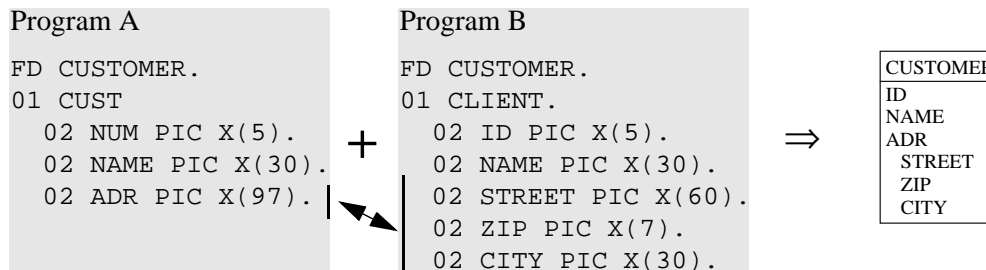 Program A
FD CUSTOMER.
01 CUST
02 NUM PIC X(5).
02 NAME PIC X(30).
02 ADR PIC X(97).
+
Program B
FD CUSTOMER.
01 CLIENT.
02 ID PIC X(5).
02 NAME PIC X(30).
02 STREET PIC X(60).
02 ZIP PIC X(7).
02 CITY PIC X(30).
⇒
CUSTOMER
ID
NAME
ADR
STREET
ZIP
CITY